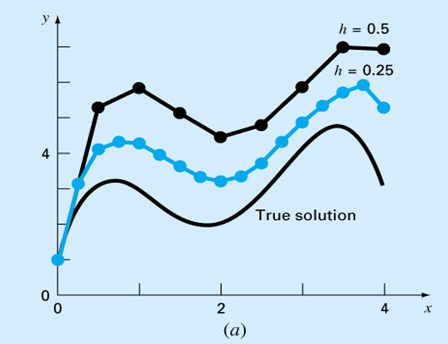 y
h = 0.5
h = 0.25
4
True solution
0
0
2
4
x
(a)